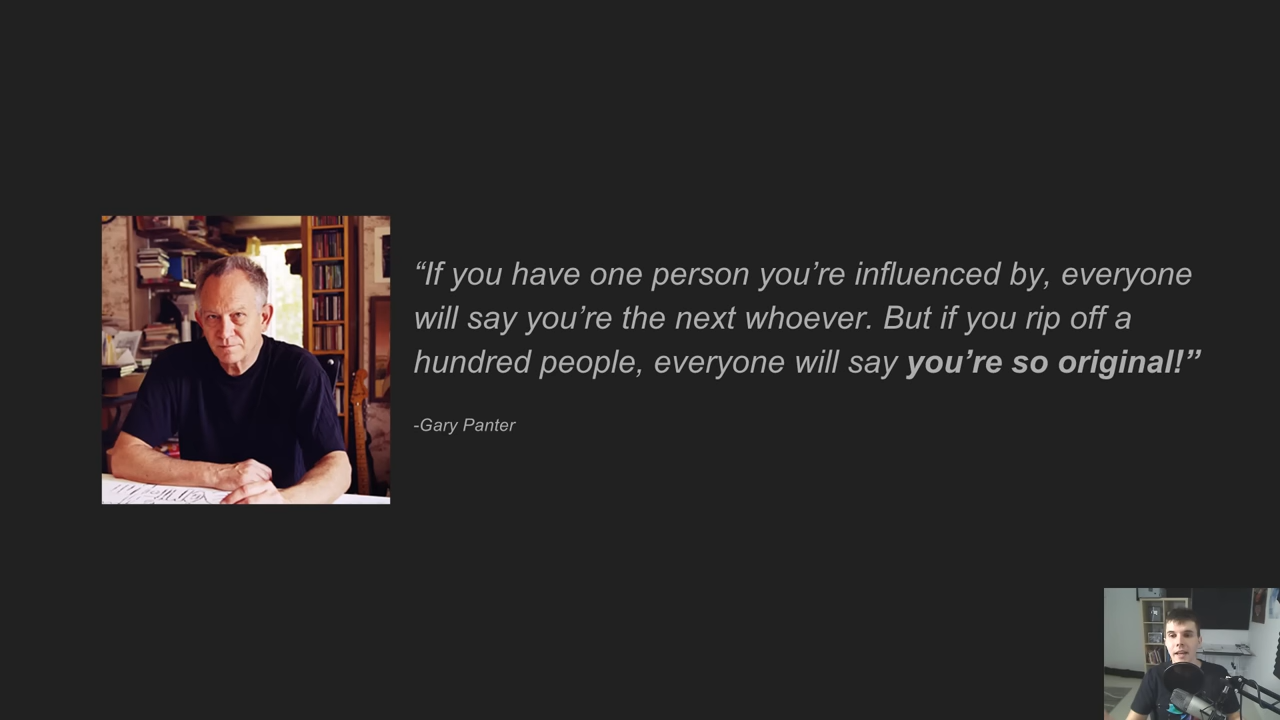 “If you have one person you’re influenced by, everyone
will say you’re the next whoever. But if you rip off a
hundred people, everyone will say you’re so original!”
-Gary Panter